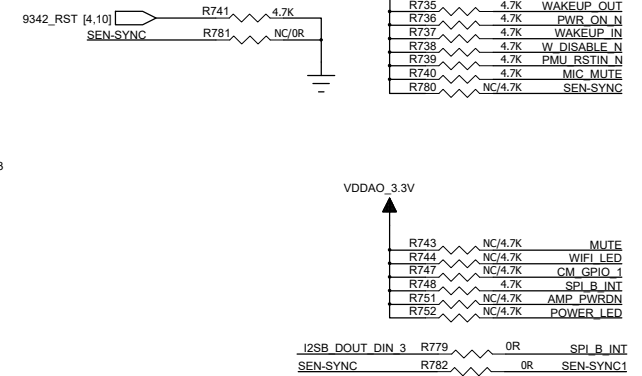 R735 4.7K WAKEUP_OUT
R736 4.7K PWR_ON_N
R737 4.7K WAKEUP_IN
R738 4.7K W_DISABLE_N
R739 4.7K PMU_RSTIN_N
R740 4.7K MIC_MUTE
R780 NC/4.7K SEN-SYNC
9342_RST [4,10] R741 4.7K
SEN-SYNC R781 NC/0R
3
VDDAO_3.3V
R743 NC/4.7K MUTE
R744 NC/4.7K WIFI_LED
R747 NC/4.7K CM_GPIO_1
R748 4.7K SPI_B_INT
R751 NC/4.7K AMP_PWRDN
R752 NC/4.7K POWER_LED
I2SB_DOUT_DIN_3 R779 0R SPI_B_INT
SEN-SYNC R782 0R SEN-SYNC1